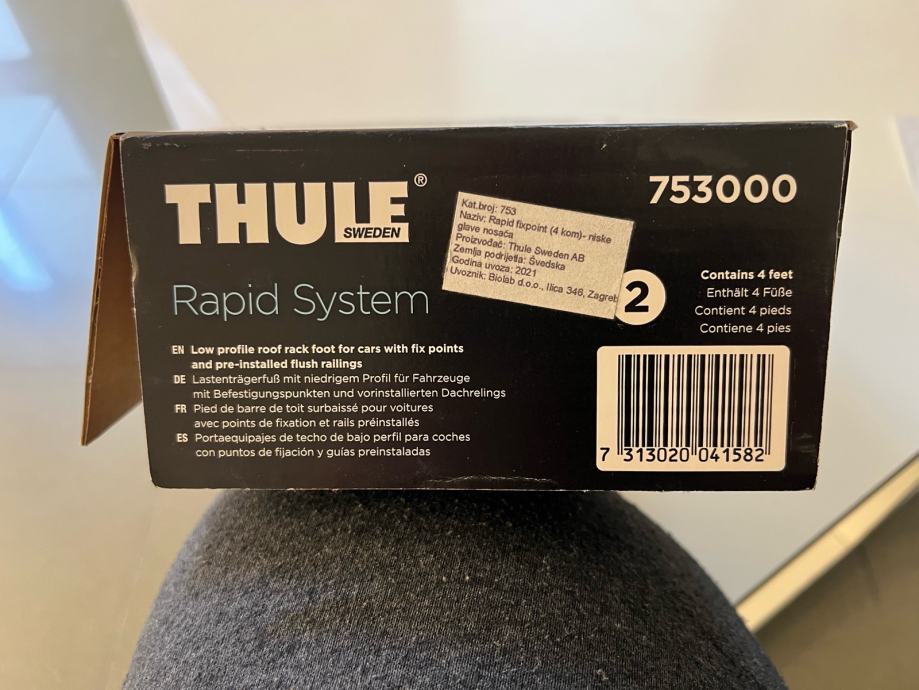 THULE®
SWEDEN
753000
Kat.broj: 753
Naziv: Rapid fixpoint (4 kom)- niske
glave nosača
Proizvođač: Thule Sweden AB
Zemlja podrijetla: Švedska
Godina uvoza: 2021
Uvoznik: Biolab d.o.o., Ilica 346, Zagreb
Rapid System
2
Contains 4 feet
Enthält 4 Füße
Contient 4 pieds
Contiene 4 pies
EN Low profile roof rack foot for cars with fix points
and pre-installed flush railings
DE Lastenträgerfuß mit niedrigem Profil für Fahrzeuge
mit Befestigungspunkten und vorinstallierten Dachrelings
FR Pied de barre de toit surbaissé pour voitures
avec points de fixation et rails préinstallés
ES Portaequipajes de techo de bajo perfil para coches
con puntos de fijación y guías preinstaladas
7 313020 041582